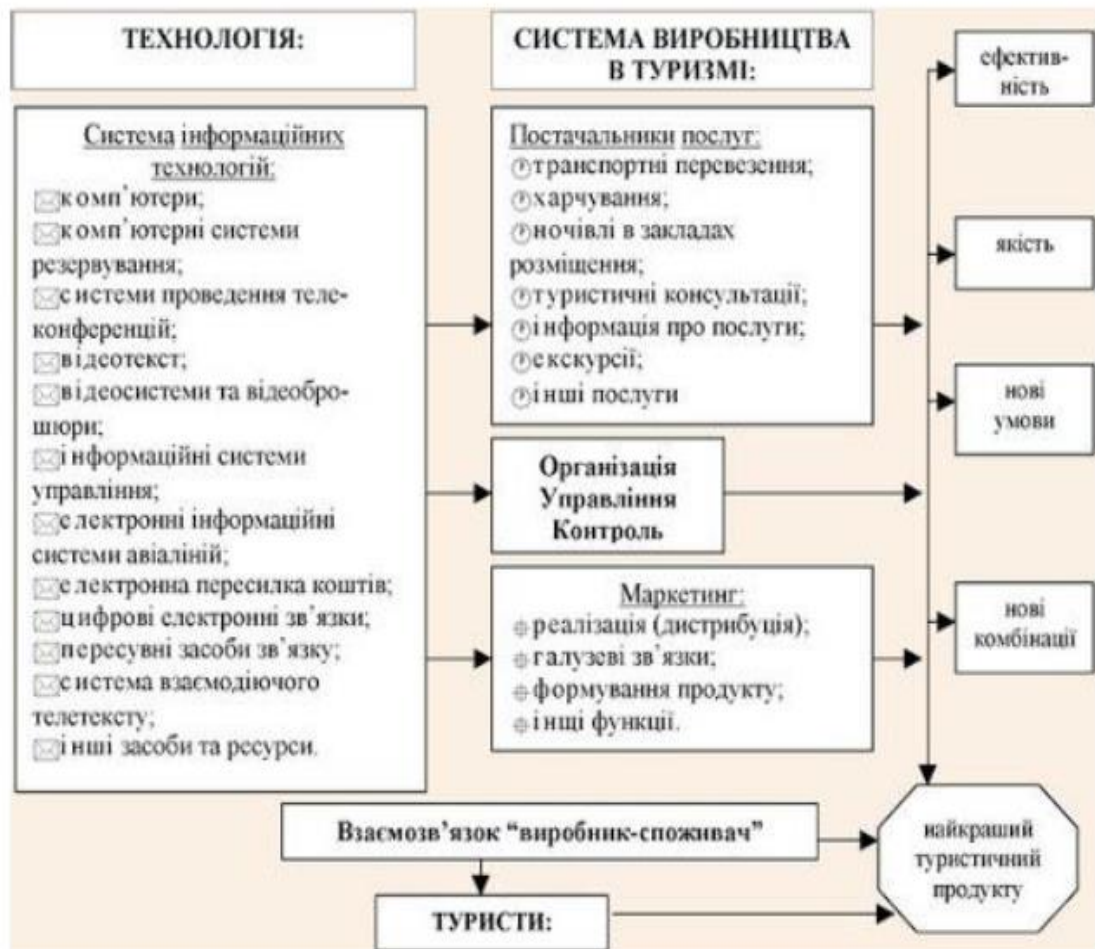 ТЕХНОЛОГІЯ:
Система інформаційних
технологій:
комп’ютери;
комп’ютерні системи
резервування;
системи проведення теле-
конференцій;
відеотекст;
відеосистеми та відеобро-
шюри;
інформаційні системи
управління;
електронні інформаційні
системи авіаліній;
електронна пересилка коштів;
цифрові електронні зв’язки;
пересувні засоби зв’язку;
система взаємодіючого
телетексту;
інші засоби та ресурси.
СИСТЕМА ВИРОБНИЦТВА
В ТУРИЗМІ:
Постачальники послуг:
транспортні перевезення;
харчування;
ночівлі в закладах
розміщення;
туристичні консультації;
інформація про послуги;
екскурсії;
інші послуги
Організація
Управління
Контроль
Маркетинг:
реалізація (дистрибуція);
галузеві зв’язки;
формування продукту;
інщі функції.
ефектив-
ність
якість
нові
умови
нові
комбінації
Взаємозв’язок “виробник-споживач”
ТУРИСТИ:
найкраший
туристичний
продукту